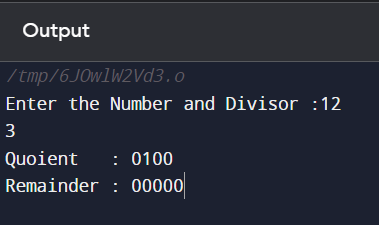 Output
/tmp/6JOwlW2Vd3.o
Enter the Number and Divisor :12
3
Quoient   : 0100
Remainder : 00000